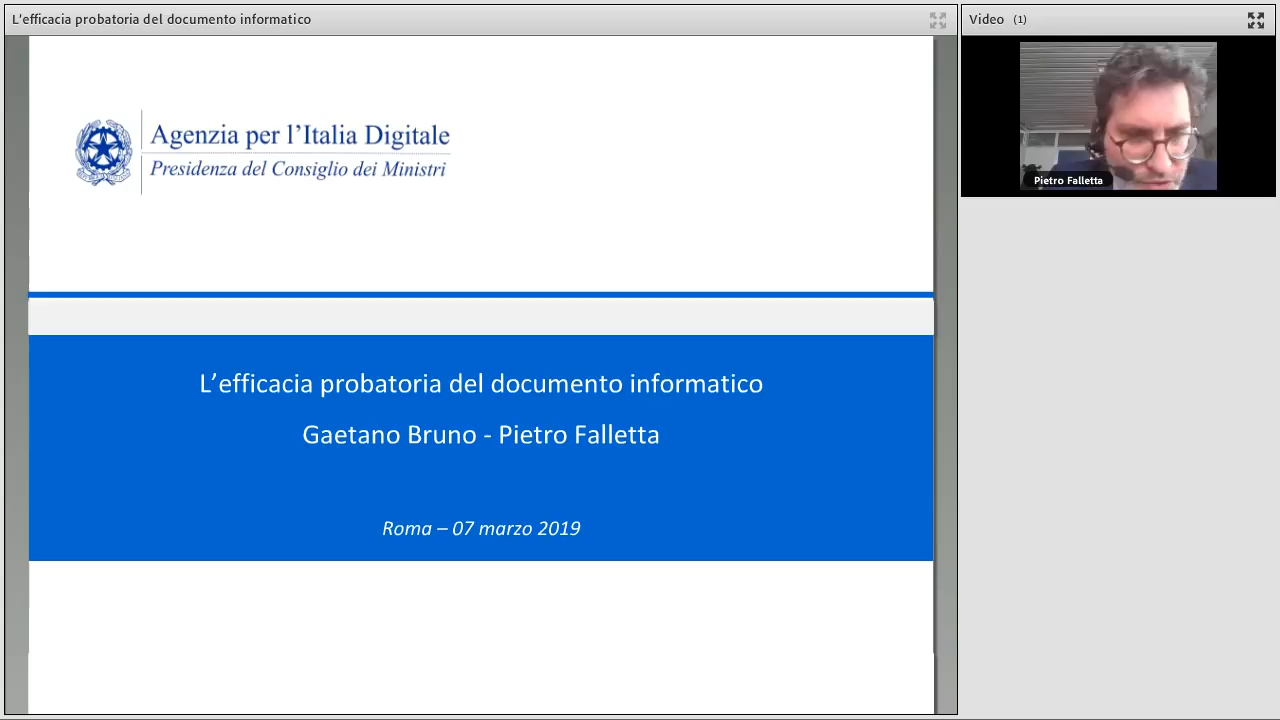 L'efficacia probatoria del documento informatico
Video (1)
Pietro Falletta
Agenzia per l'Italia Digitale
Presidenza del Consiglio dei Ministri
L'efficacia probatoria del documento informatico
Gaetano Bruno - Pietro Falletta
Roma – 07 marzo 2019